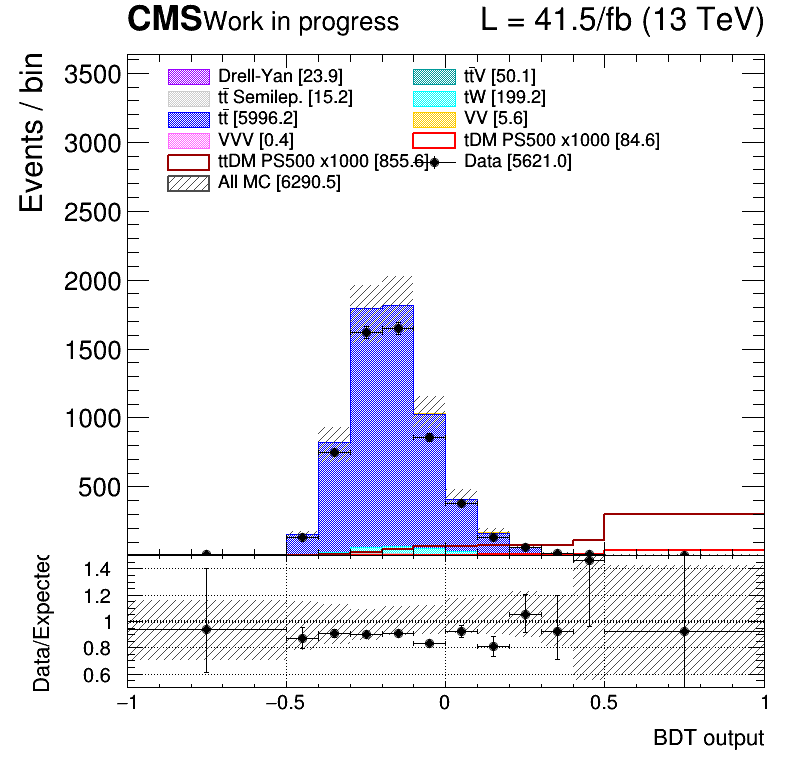 CMS Work in progress L = 41.5/fb (13 TeV)
Events / bin
Drell-Yan [23.9] tt̄V [50.1]
tt̄ Semilep. [15.2] tW [199.2]
tt̄ [5996.2] VV [5.6]
VVV [0.4] tDM PS500 x1000 [84.6]
ttDM PS500 x1000 [855.6] Data [5621.0]
All MC [6290.5]
3500
3000
2500
2000
1500
1000
500
Data/Expected
1.4
1.2
1
0.8
0.6
−1 −0.5 0 0.5 1
BDT output